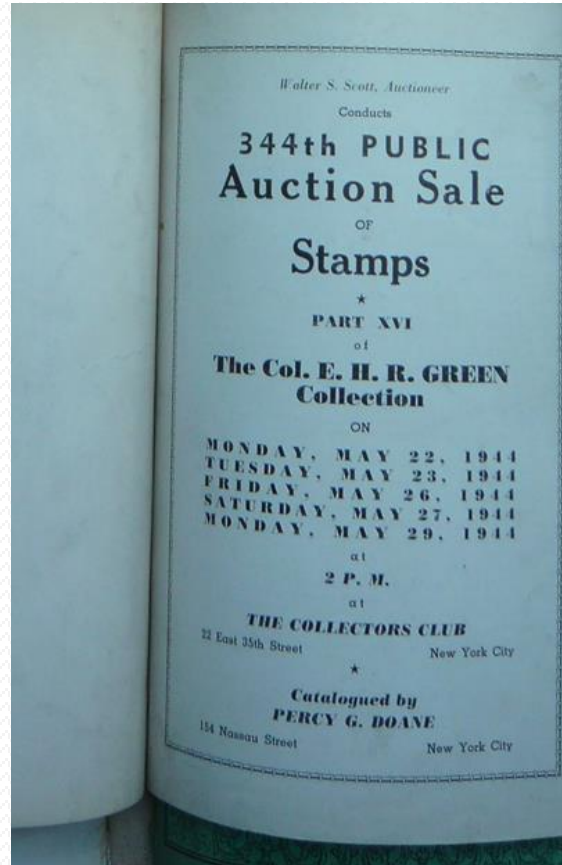 Walter S. Scott, Auctioneer
Conducts
344th PUBLIC
Auction Sale
OF
Stamps
★
PART XVI
of
The Col. E. H. R. GREEN
Collection
ON
MONDAY, MAY 22, 1944
TUESDAY, MAY 23, 1944
FRIDAY, MAY 26, 1944
SATURDAY, MAY 27, 1944
MONDAY, MAY 29, 1944
at
2 P. M.
at
THE COLLECTORS CLUB
22 East 35th Street New York City
★
Catalogued by
PERCY G. DOANE
154 Nassau Street New York City